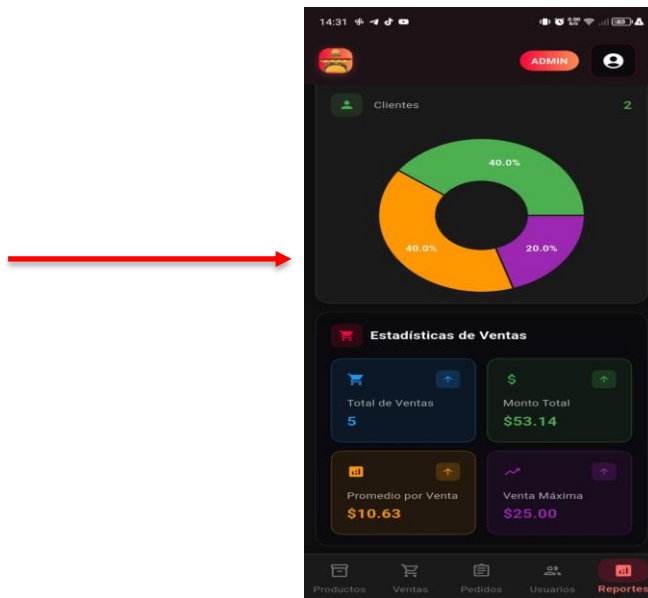 14:31
ADMIN
Clientes 2
40.0%
40.0% 20.0%
Estadísticas de Ventas
Total de Ventas
5
$
Monto Total
$53.14
Promedio por Venta
$10.63
Venta Máxima
$25.00
Productos Ventas Pedidos Usuarios Reportes